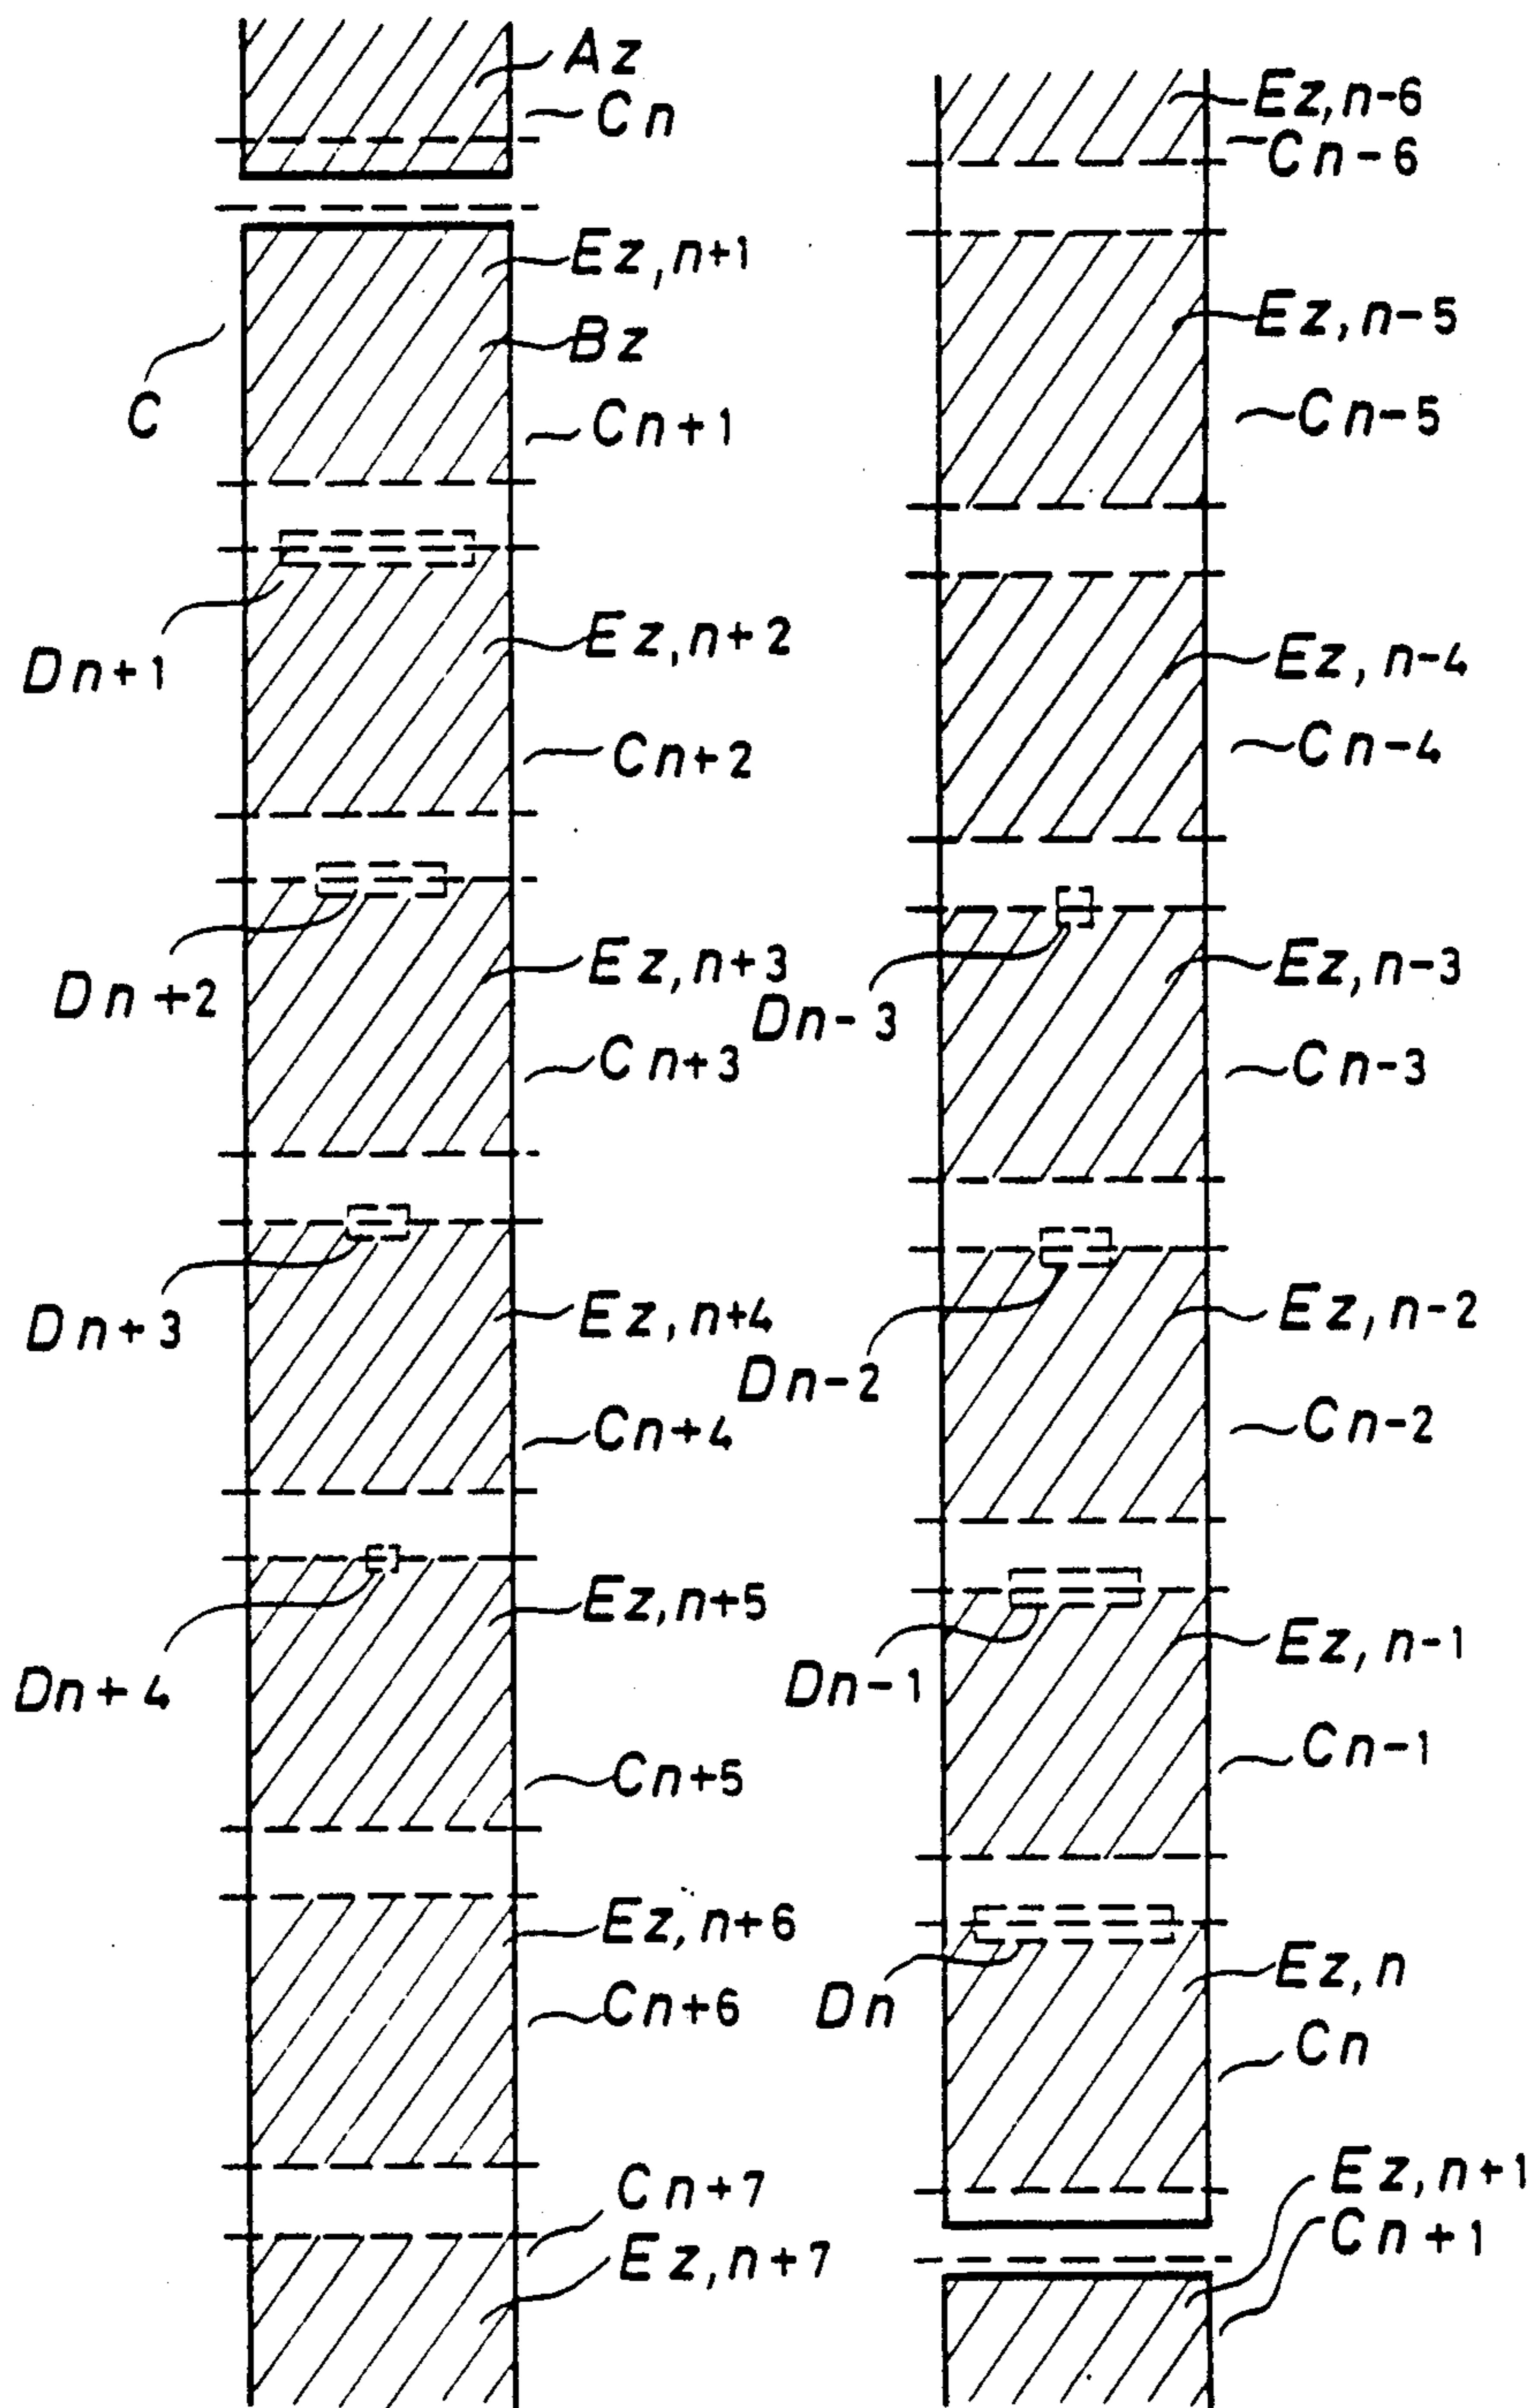 Az
Cn
Ez,n+1
Bz
C
Cn+1
Dn+1
Ez,n+2
Cn+2
Dn+2
Ez,n+3
Cn+3
Dn+3
Ez,n+4
Cn+4
Ez,n+5
Dn+4
Cn+5
Ez,n+6
Cn+6
Cn+7
Ez,n+7
Ez,n-6
Cn-6
Ez,n-5
Cn-5
Ez,n-4
Cn-4
Ez,n-3
Dn-3
Cn-3
Ez,n-2
Dn-2
Cn-2
Ez,n-1
Dn-1
Cn-1
Ez,n
Dn
Cn
Ez,n+1
Cn+1